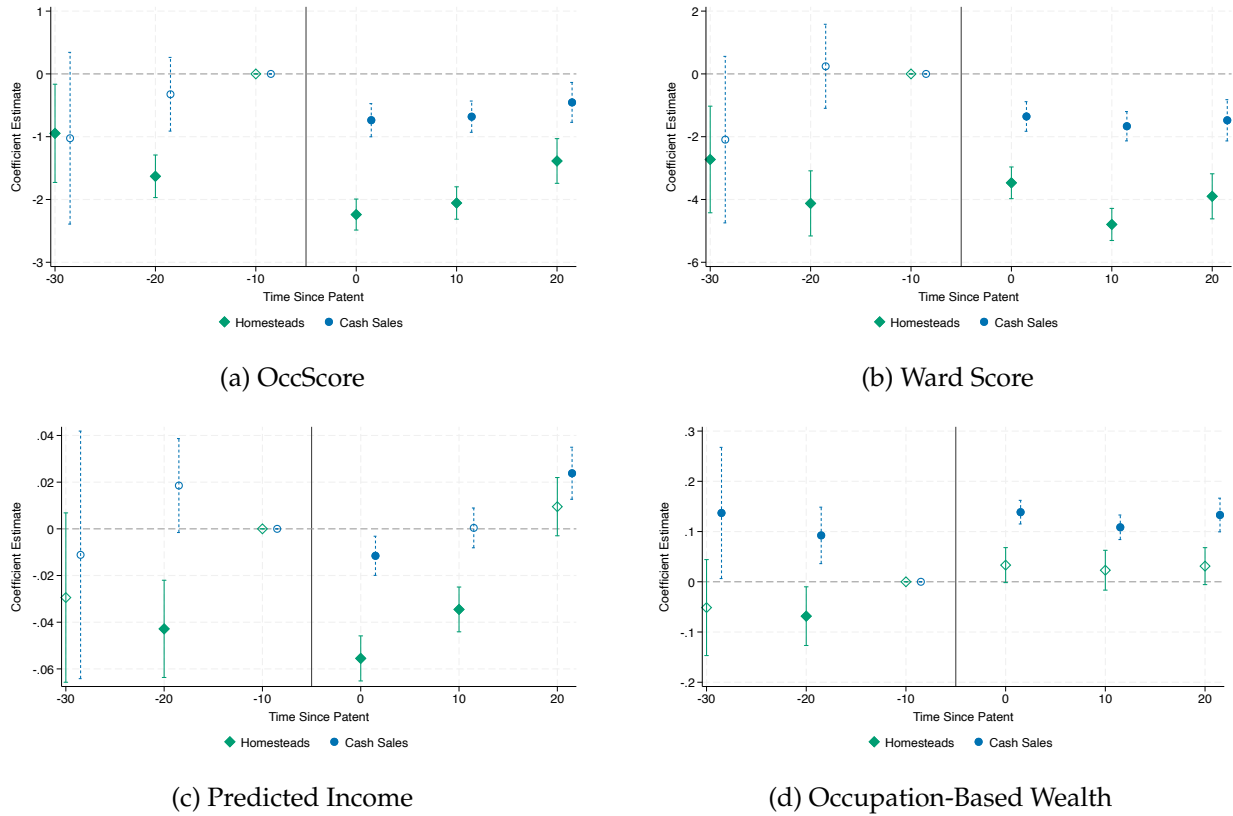 1
0
-1
-2
-3
Coefficient Estimate
-30 -20 -10 0 10 20
Time Since Patent
Homesteads Cash Sales
(a) OccScore
2
0
-2
-4
-6
Coefficient Estimate
-30 -20 -10 0 10 20
Time Since Patent
Homesteads Cash Sales
(b) Ward Score
.04
.02
0
-.02
-.04
-.06
Coefficient Estimate
-30 -20 -10 0 10 20
Time Since Patent
Homesteads Cash Sales
(c) Predicted Income
.3
.2
.1
0
-.1
-.2
Coefficient Estimate
-30 -20 -10 0 10 20
Time Since Patent
Homesteads Cash Sales
(d) Occupation-Based Wealth